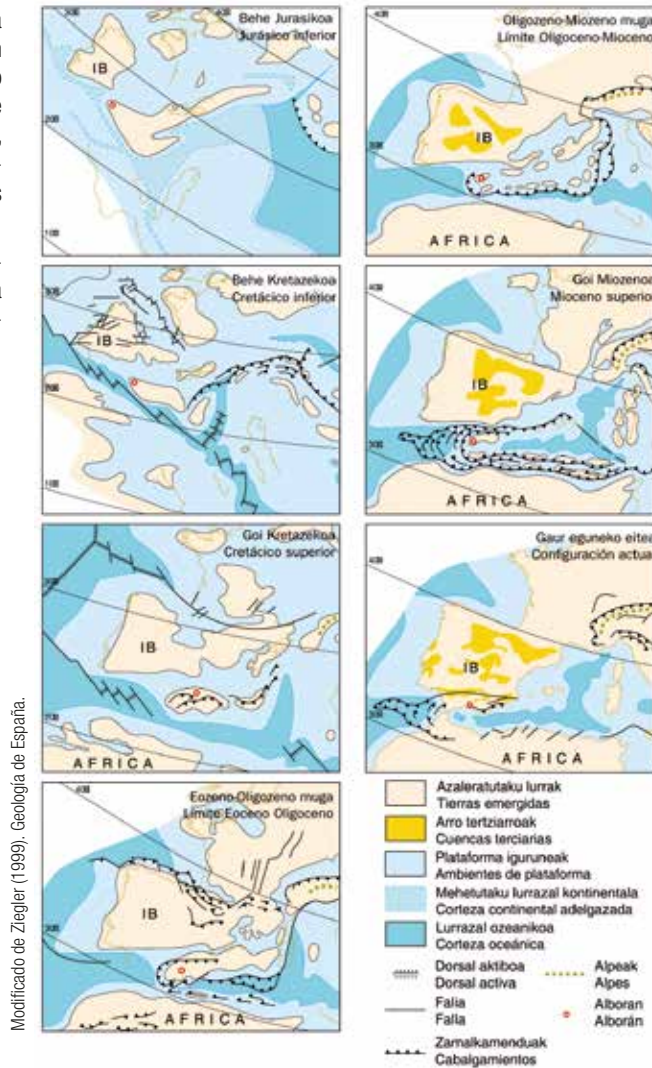 Behe Jurasikoa
Jurásico inferior
IB
Behe Kretazekoa
Cretácico inferior
IB
Goi Kretazekoa
Cretácico superior
IB
AFRICA
Eozeno-Oligozeno muga
Límite Eoceno Oligoceno
IB
AFRICA
Oligozeno-Miozeno muga
Límite Oligoceno-Mioceno
IB
AFRICA
Goi Miozenoa
Mioceno superior
IB
AFRICA
Gaur eguneko eitea
Configuración actual
IB
AFRICA
Azaleratutaku lurrak
Tierras emergidas
Arro tertziarroak
Cuencas terciarias
Plataforma iguruneak
Ambientes de plataforma
Mehetutaku lurrazal kontinentala
Corteza continental adelgazada
Lurrazal ozeanikoa
Corteza oceánica
Dorsal aktiboa
Dorsal activa
Alpeak
Alpes
Falia
Falla
Alboran
Alborán
Zamalkamenduak
Cabalgamientos
Modificado de Ziegler (1999), Geología de España.